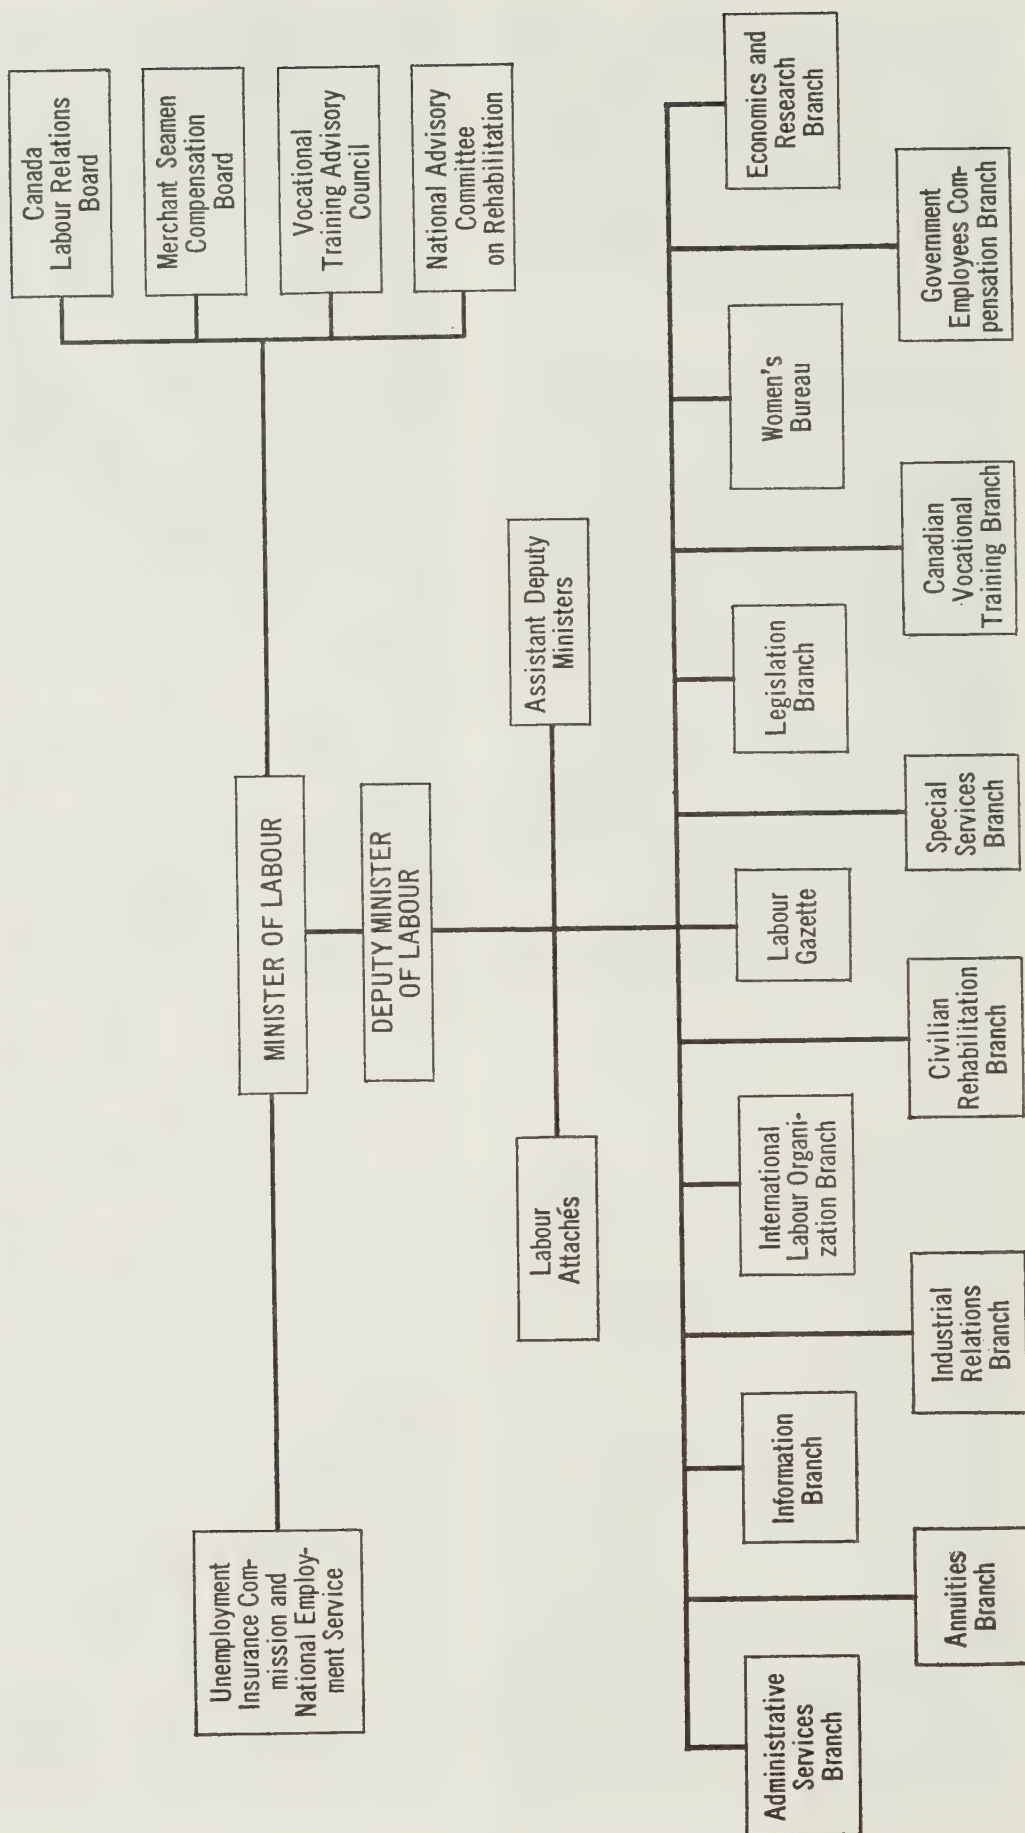 Canada
Labour Relations
Board
Merchant Seamen
Compensation
Board
Vocational
Training Advisory
Council
National Advisory
Committee
on Rehabilitation
Unemployment
Insurance Com-
mission and
National Employ-
ment Service
MINISTER OF LABOUR
DEPUTY MINISTER
OF LABOUR
Labour
Attachés
Assistant Deputy
Ministers
Administrative
Services
Branch
Annuities
Branch
Information
Branch
Industrial
Relations
Branch
International
Labour Organi-
zation Branch
Civilian
Rehabilitation
Branch
Labour
Gazette
Special
Services
Branch
Legislation
Branch
Canadian
Vocational
Training Branch
Women's
Bureau
Government
Employees Com-
pensation Branch
Economics and
Research
Branch